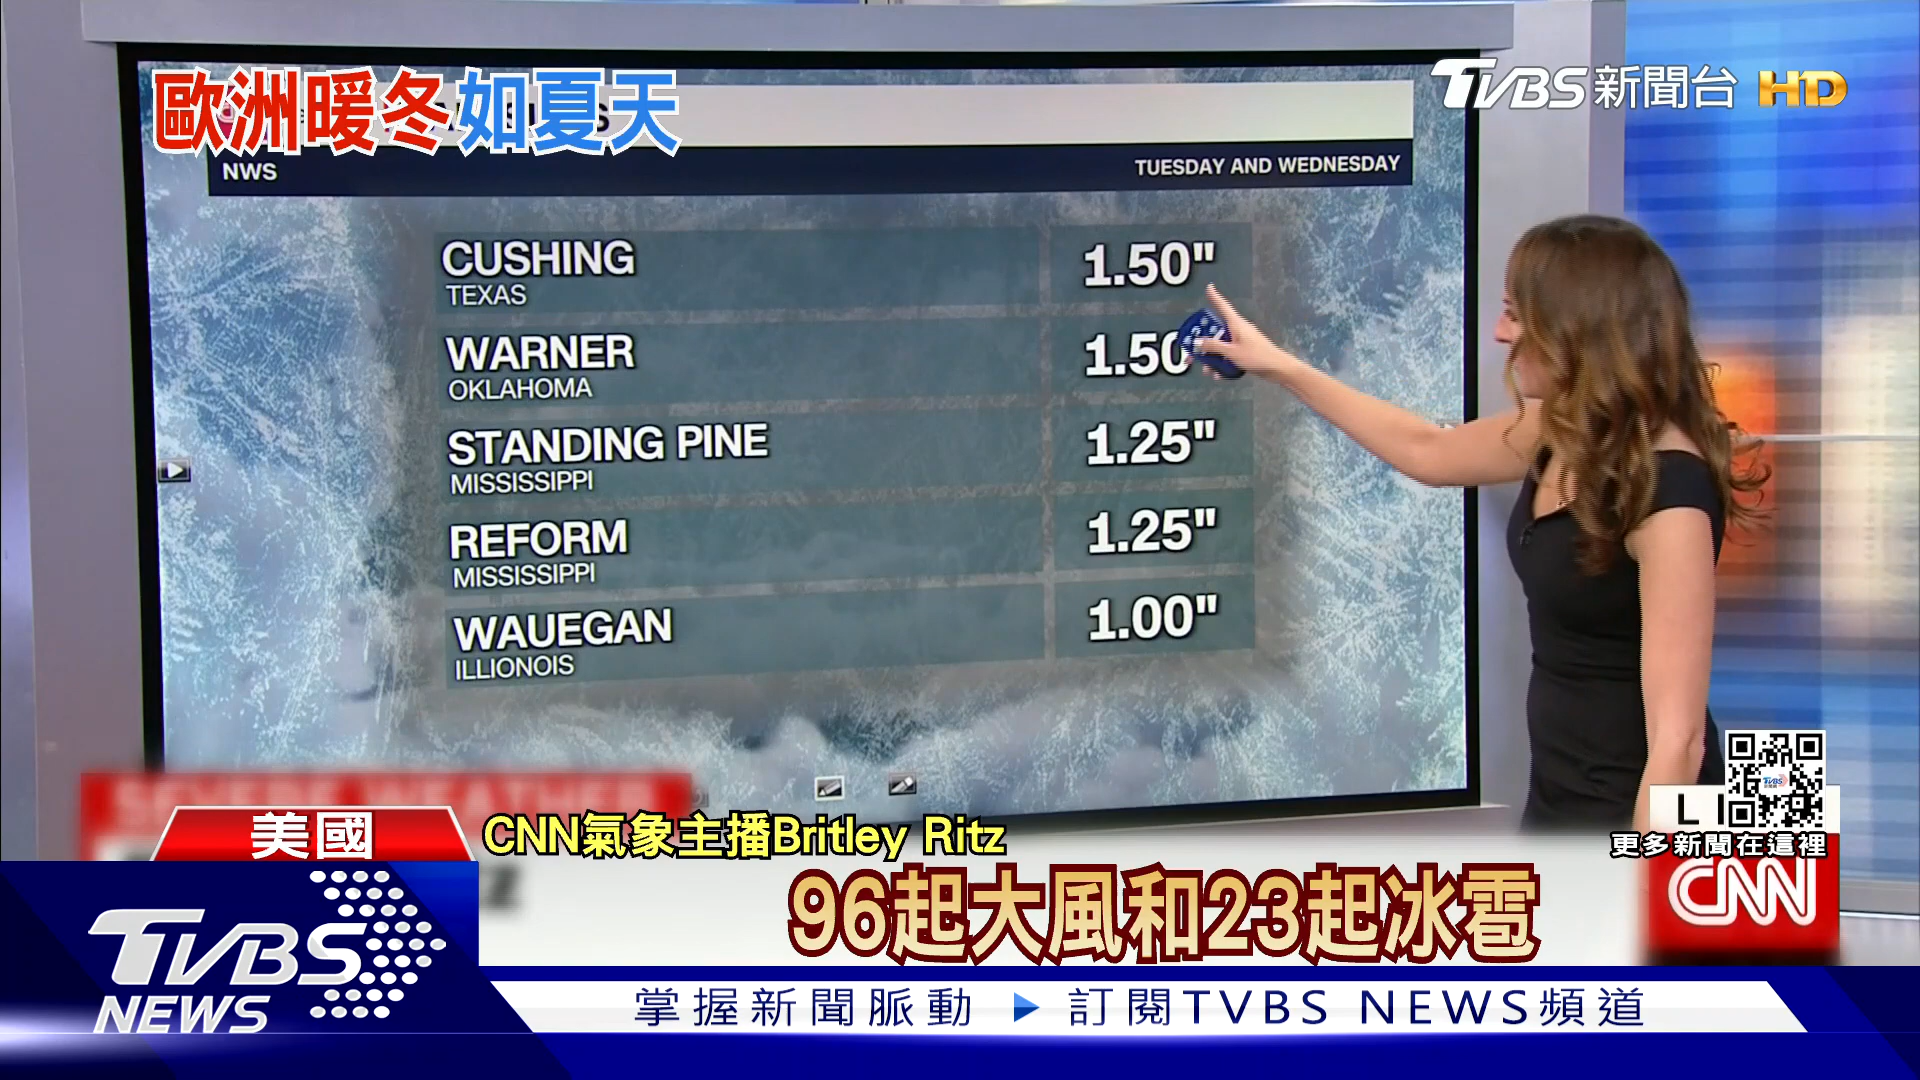 歐洲暖冬如夏天
TVBS新聞台 HD
NWS
TUESDAY AND WEDNESDAY
CUSHING
TEXAS
1.50"
WARNER
OKLAHOMA
1.50
STANDING PINE
MISSISSIPPI
1.25"
REFORM
MISSISSIPPI
1.25"
WAUEGAN
ILLIONOIS
1.00"
美國
CNN氣象主播Britley Ritz
LI
更多新聞在這裡
CNN
96起大風和23起冰雹
TVBS
NEWS
掌握新聞脈動 ▶ 訂閱TVBS NEWS頻道